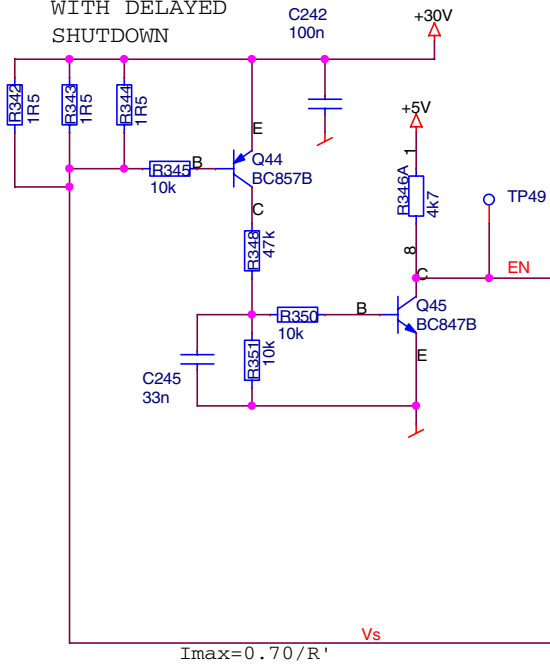 WITH DELAYED
SHUTDOWN
C242
100n
+30V
R342
1R5
R343
1R5
R344
1R5
+5V
1
E
Q44
BC857B
B
R345
10k
C
R346A
4k7
TP49
R348
47k
8
C
EN
B
Q45
BC847B
R350
10k
R351
10k
E
C245
33n
Vs
Imax=0.70/R'